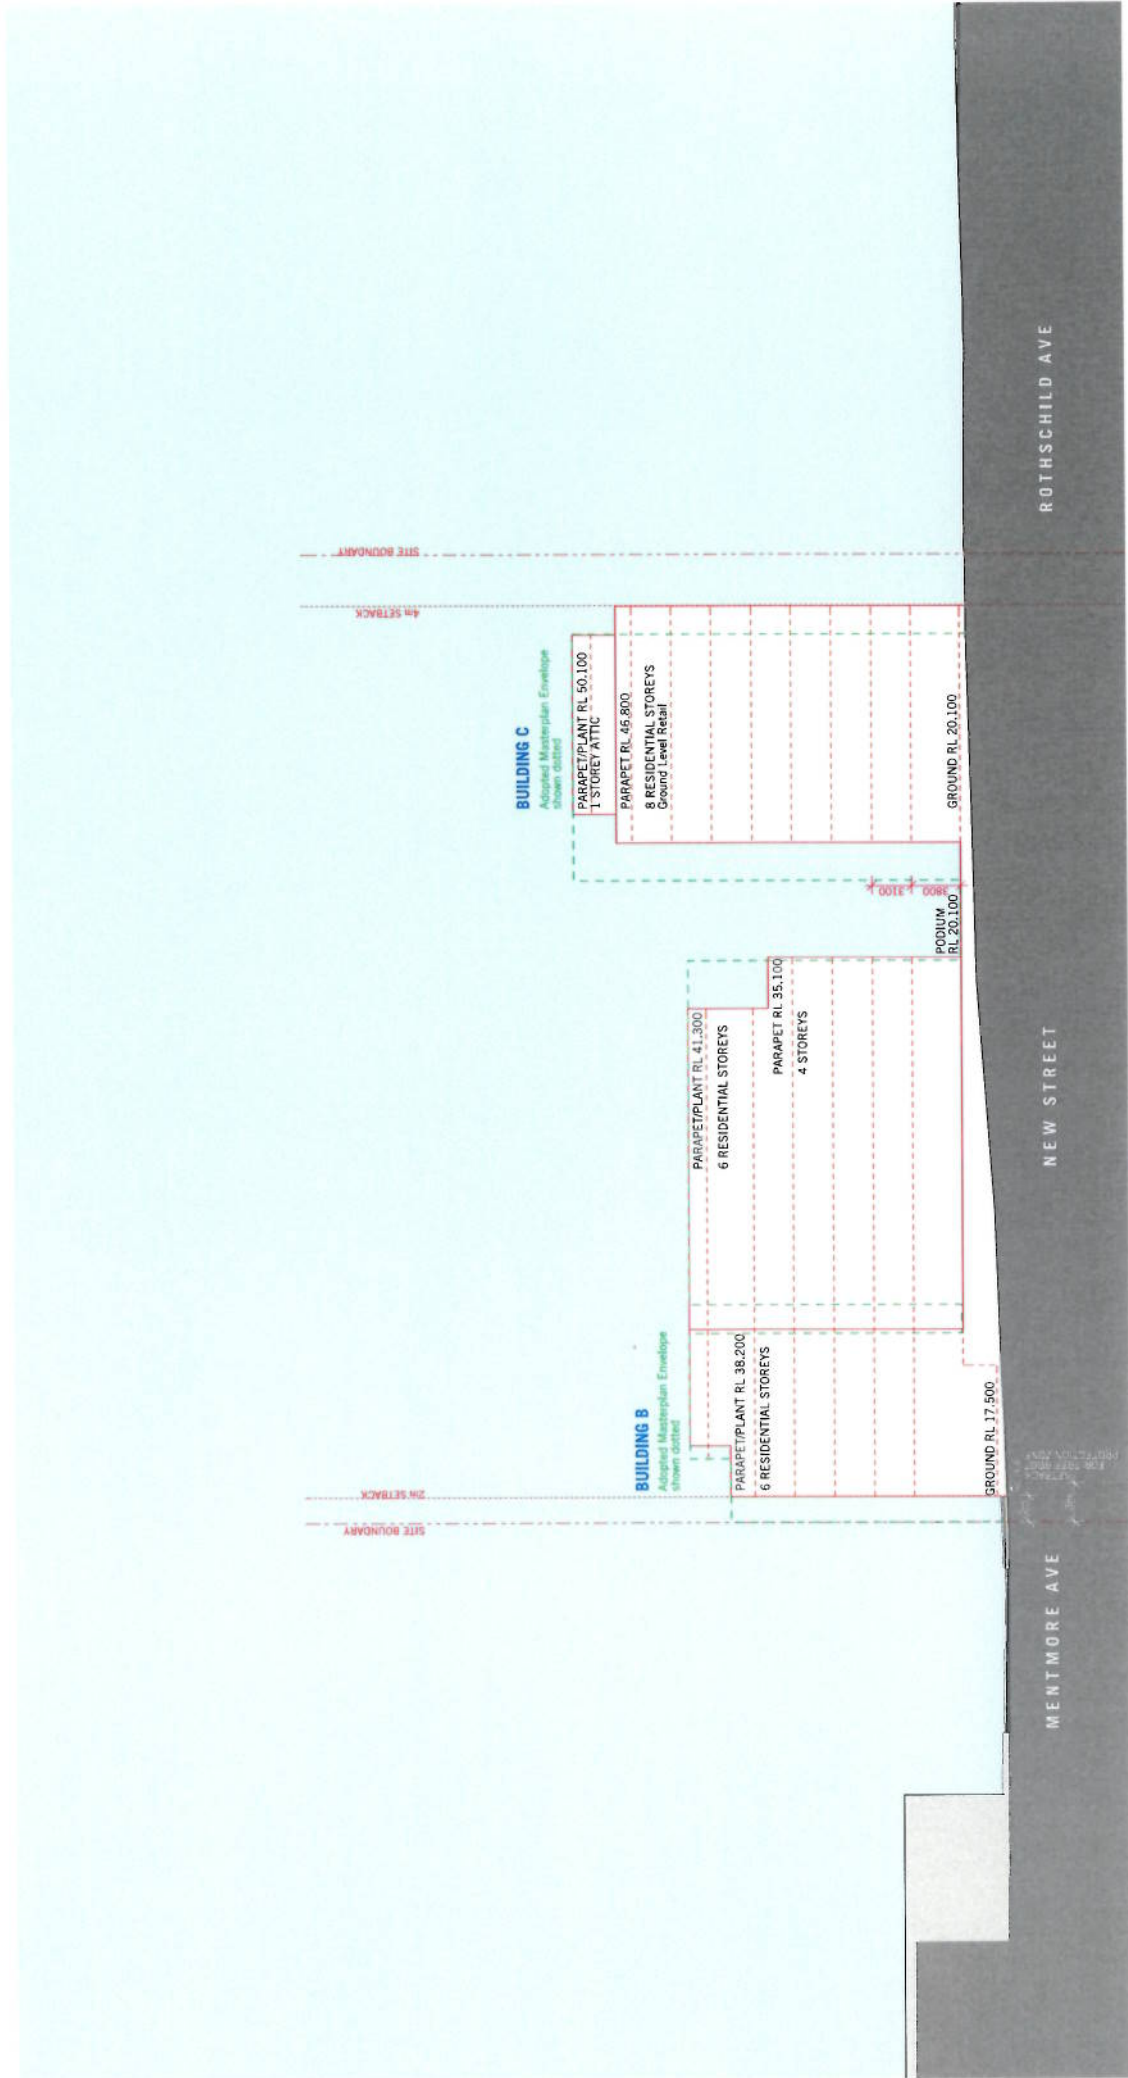 SITE BOUNDARY
2m SETBACK
BUILDING B
Adopted Masterplan Envelope
shown dotted
PARAPET/PLANT RL 38.200
6 RESIDENTIAL STOREYS
GROUND RL 17.500
PARAPET/PLANT RL 41.300
6 RESIDENTIAL STOREYS
PARAPET RL 35.100
4 STOREYS
PODIUM
RL 20.100
3800
3100
BUILDING C
Adopted Masterplan Envelope
shown dotted
PARAPET/PLANT RL 50.100
1 STOREY ATTIC
PARAPET RL 46.800
8 RESIDENTIAL STOREYS
Ground Level Retail
GROUND RL 20.100
4m SETBACK
SITE BOUNDARY
MENTMORE AVE
NEW STREET
ROTHSCHILD AVE